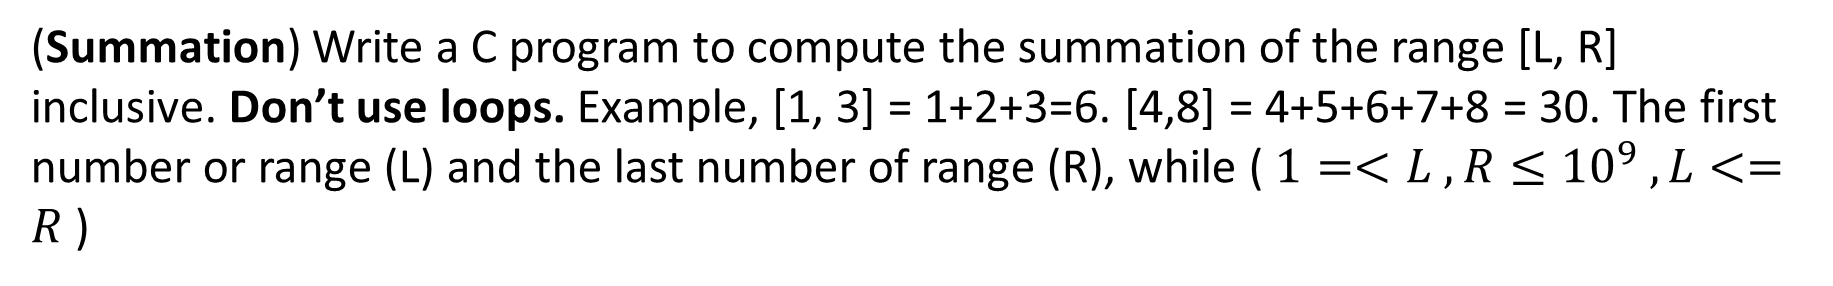 (Summation) Write a C program to compute the summation of the range [L, R]
inclusive. Don’t use loops. Example, [1, 3] = 1+2+3=6. [4,8] = 4+5+6+7+8 = 30. The first
number or range (L) and the last number of range (R), while ( 1 =< L , R ≤ 10⁹ , L <=
R )